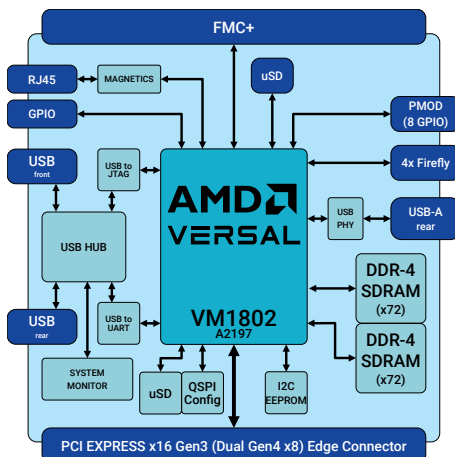 FMC+
RJ45
MAGNETICS
uSD
GPIO
PMOD
(8 GPIO)
USB
front
USB to
JTAG
4x Firefly
AMD
VERSAL
USB
PHY
USB-A
rear
USB HUB
DDR-4
SDRAM
(x72)
USB
rear
USB to
UART
VM1802
A2197
DDR-4
SDRAM
(x72)
SYSTEM
MONITOR
uSD
QSPI
Config
I2C
EEPROM
PCI EXPRESS x16 Gen3 (Dual Gen4 x8) Edge Connector